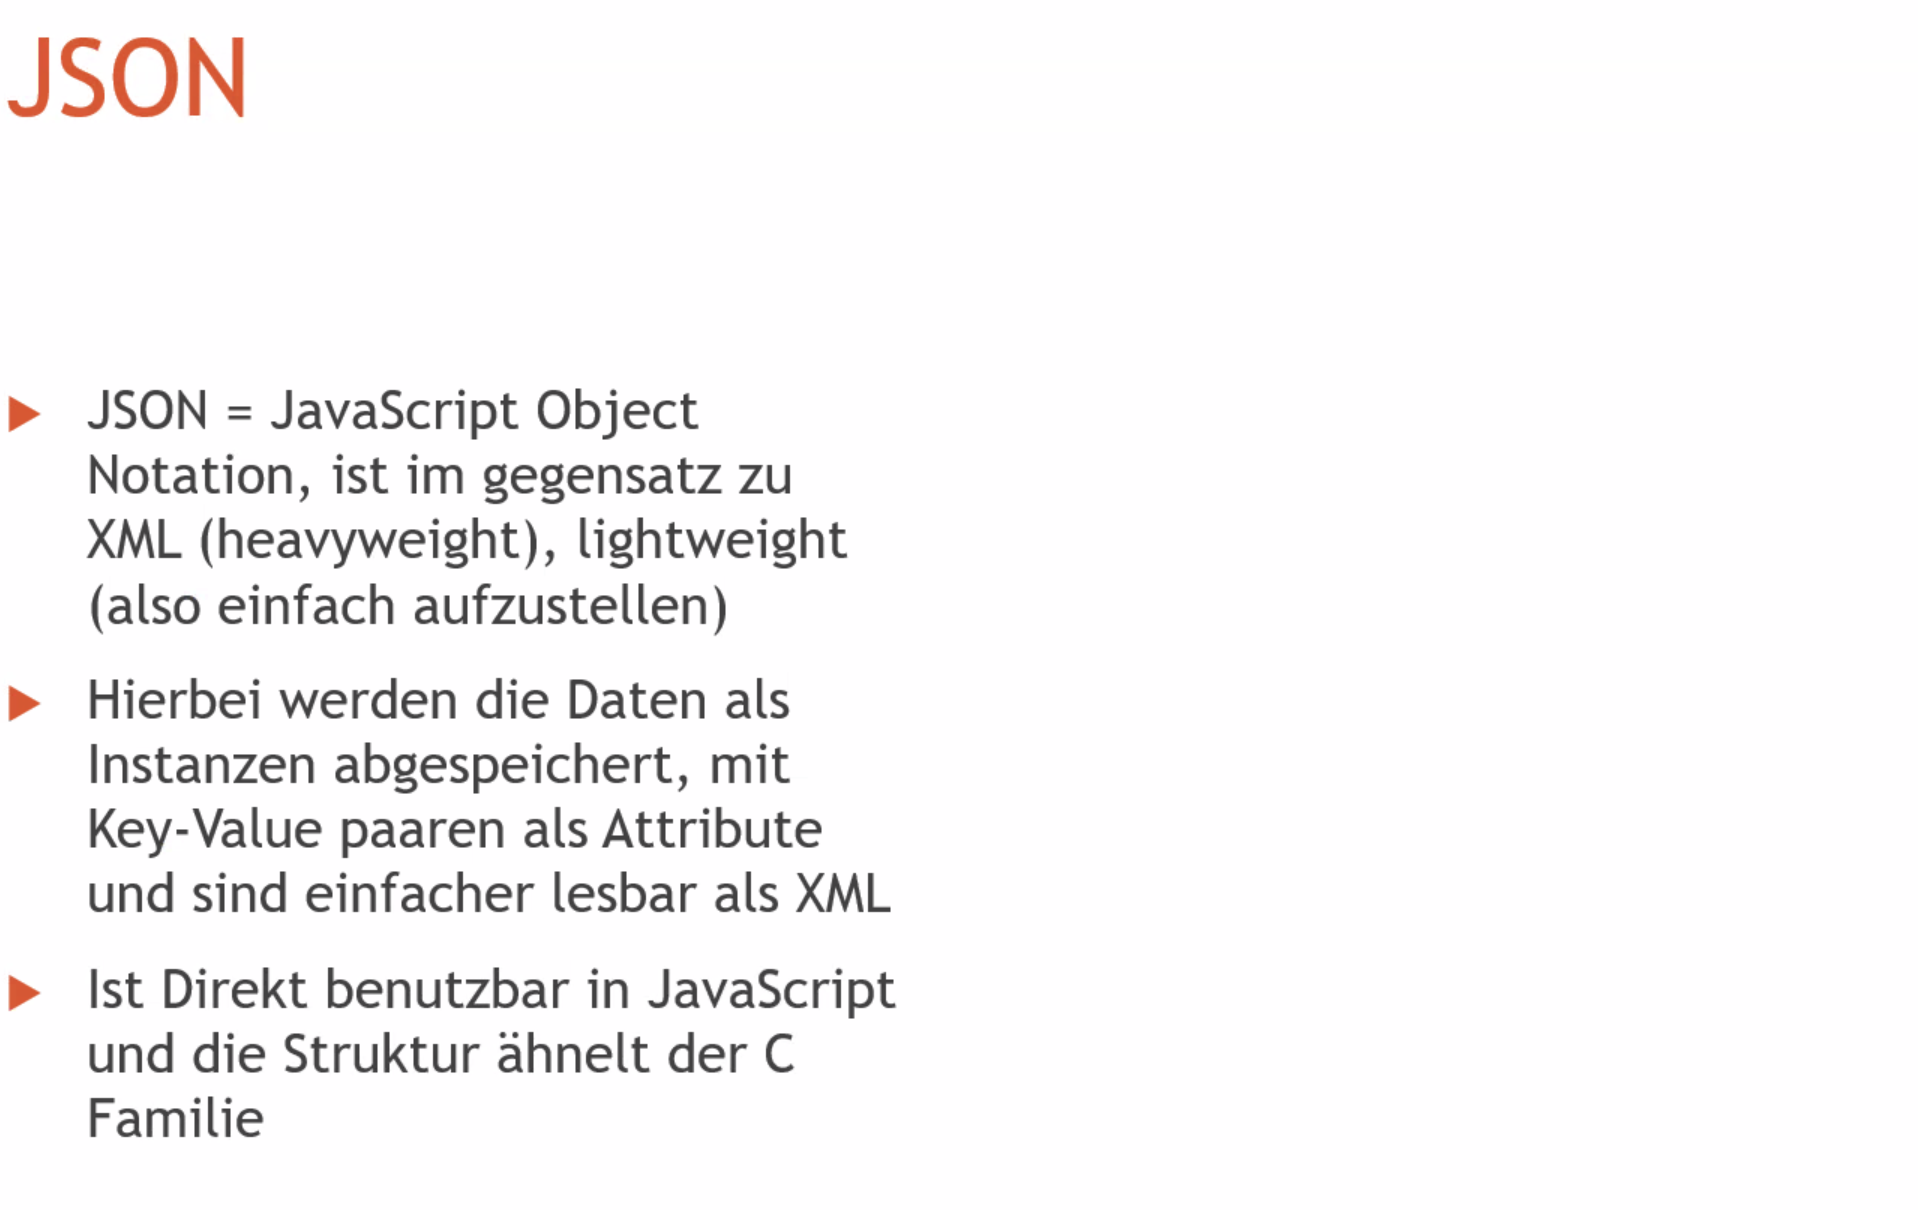 JSON
JSON = JavaScript Object
Notation, ist im gegensatz zu
XML (heavyweight), lightweight
(also einfach aufzustellen)
Hierbei werden die Daten als
Instanzen abgespeichert, mit
Key-Value paaren als Attribute
und sind einfacher lesbar als XML
Ist Direkt benutzbar in JavaScript
und die Struktur ähnelt der C
Familie